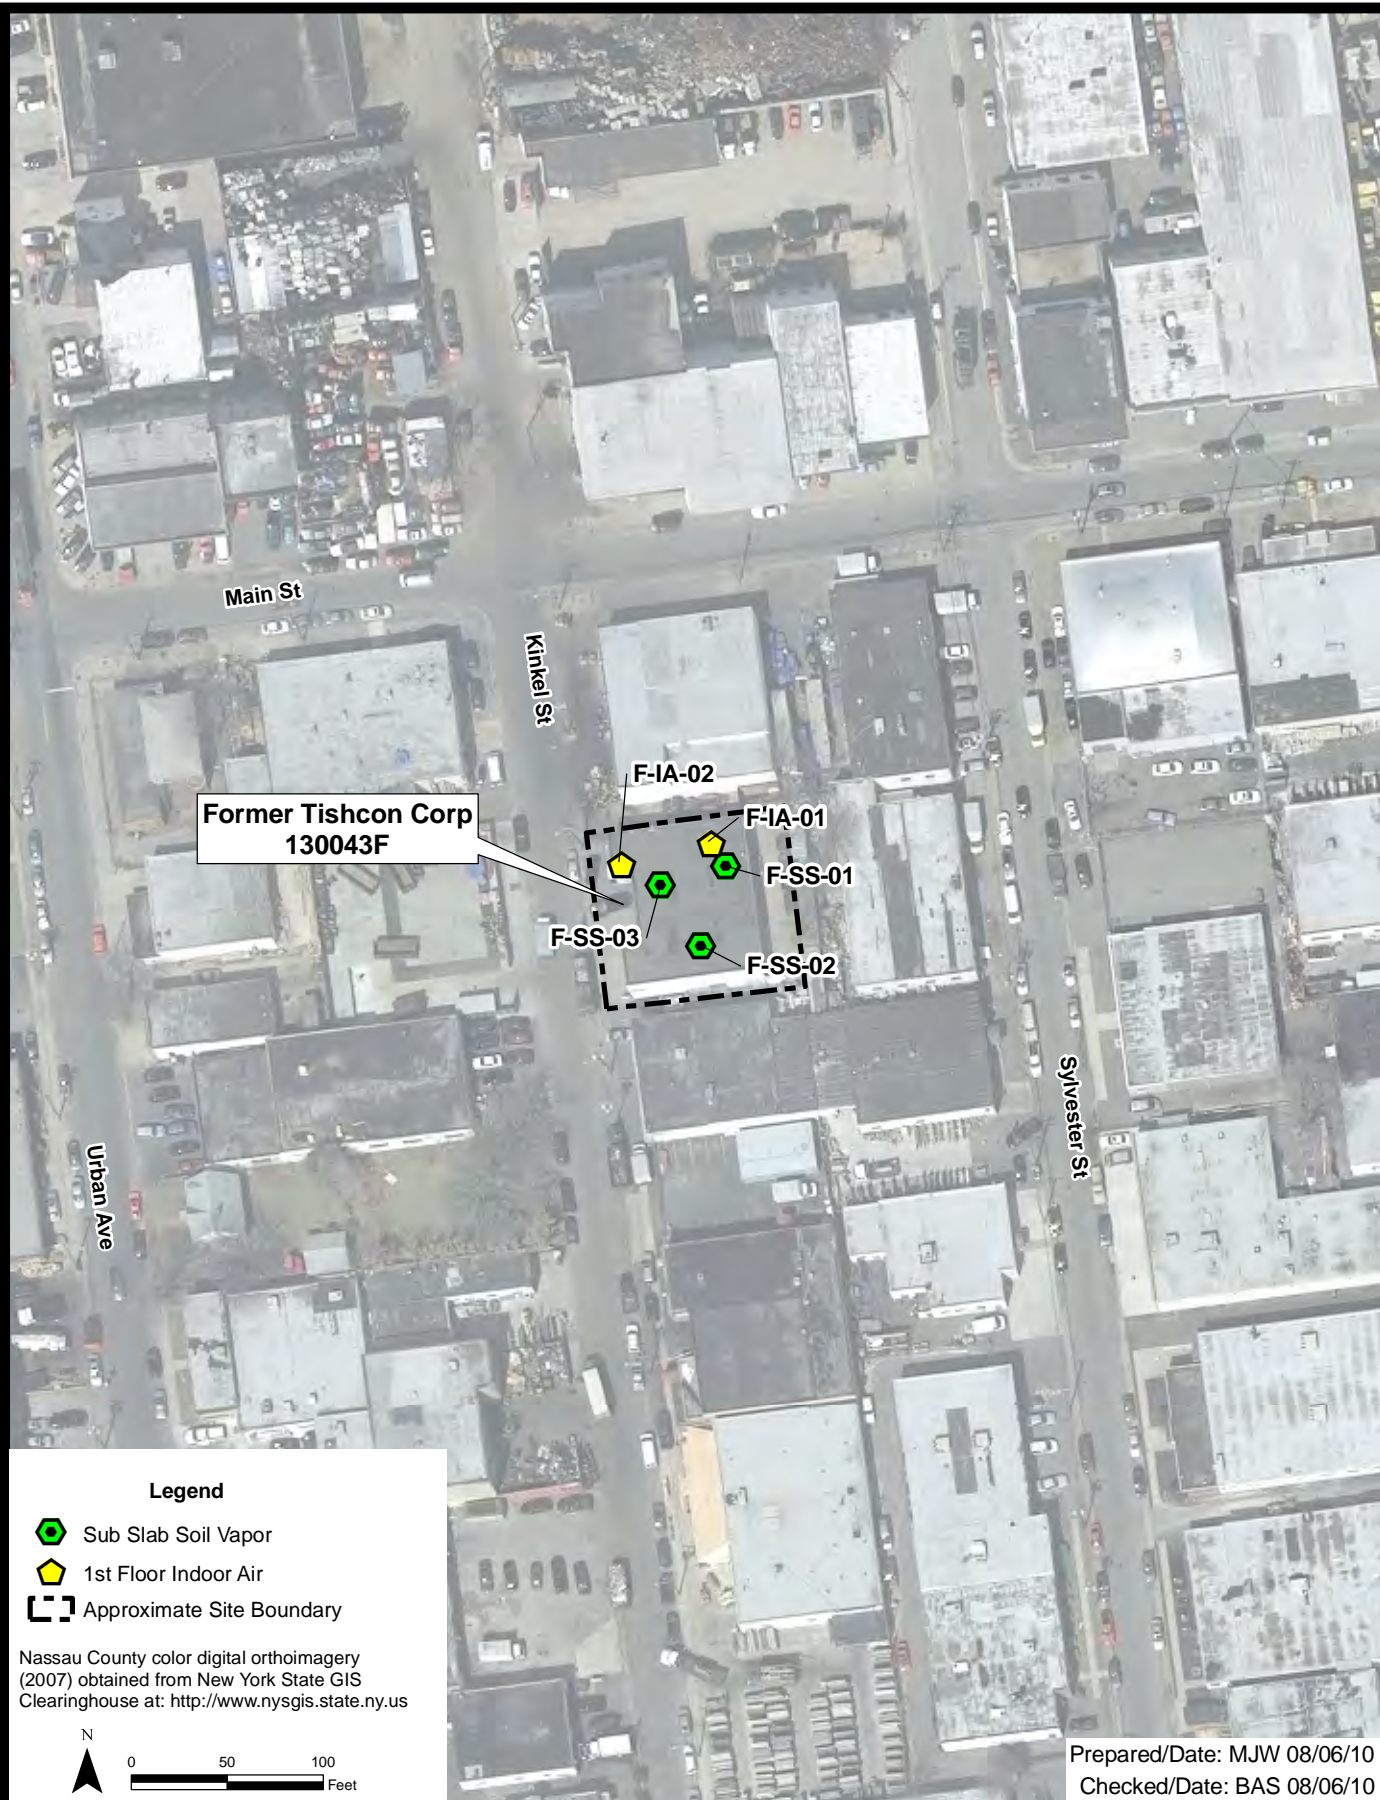 Main St
Kinkel St
F-IA-02
Former Tishcon Corp
130043F
F-IA-01
F-SS-01
F-SS-03
F-SS-02
Sylvester St
Urban Ave
Legend
Sub Slab Soil Vapor
1st Floor Indoor Air
Approximate Site Boundary
Nassau County color digital orthoimagery
(2007) obtained from New York State GIS
Clearinghouse at: http://www.nysgis.state.ny.us
N
0 50 100
Feet
Prepared/Date: MJW 08/06/10
Checked/Date: BAS 08/06/10